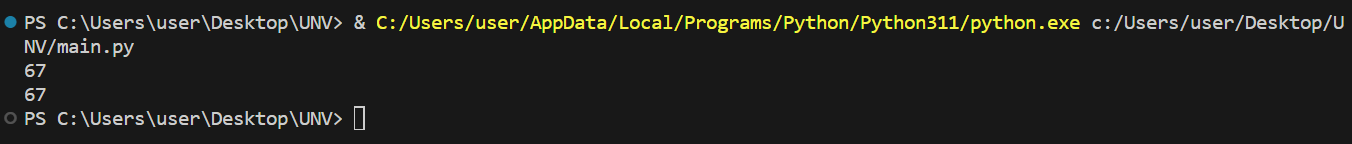 PS C:\Users\user\Desktop\UNV> & C:/Users/user/AppData/Local/Programs/Python/Python311/python.exe c:/Users/user/Desktop/U
NV/main.py
67
67
PS C:\Users\user\Desktop\UNV>